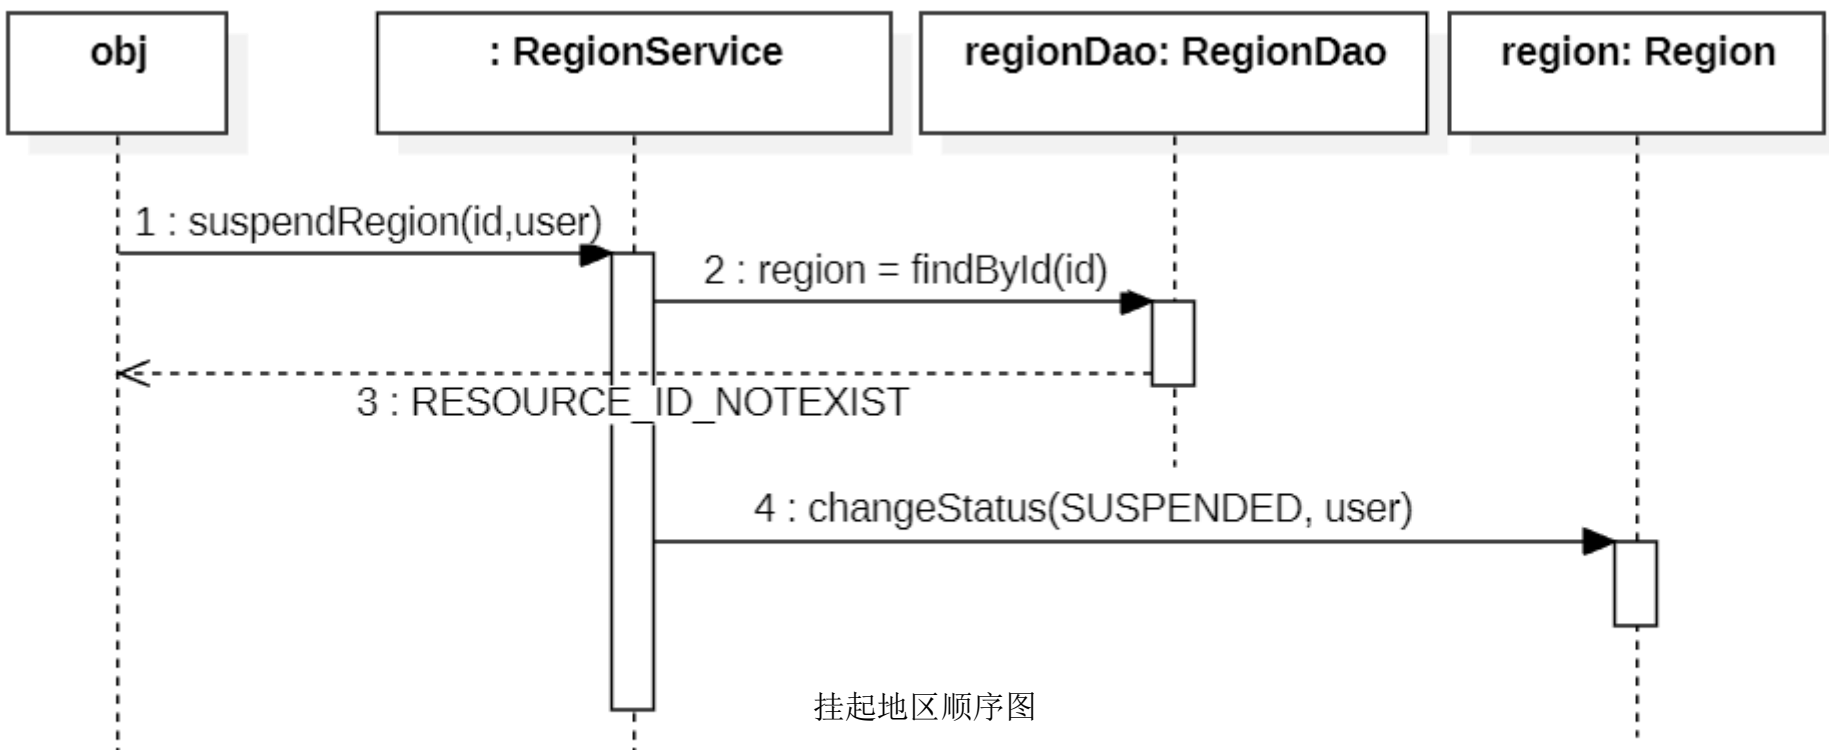 obj
: RegionService
regionDao: RegionDao
region: Region
1 : suspendRegion(id,user)
2 : region = findById(id)
3 : RESOURCE_ID_NOTEXIST
4 : changeStatus(SUSPENDED, user)
挂起地区顺序图